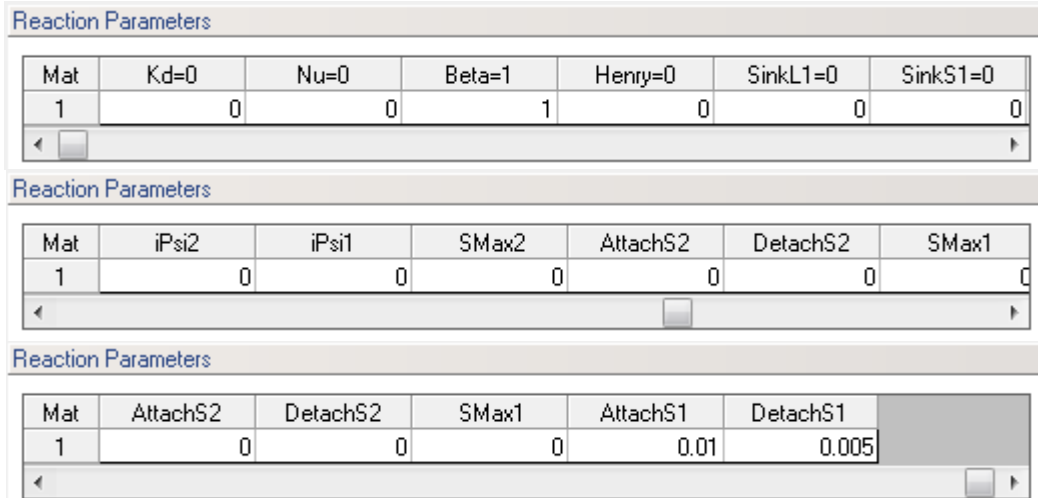 Reaction Parameters
Mat Kd=0 Nu=0 Beta=1 Henry=0 SinkL1=0 SinkS1=0
1 0 0 1 0 0 0
Reaction Parameters
Mat iPsi2 iPsi1 SMax2 AttachS2 DetachS2 SMax1
1 0 0 0 0 0 0
Reaction Parameters
Mat AttachS2 DetachS2 SMax1 AttachS1 DetachS1
1 0 0 0 0.01 0.005